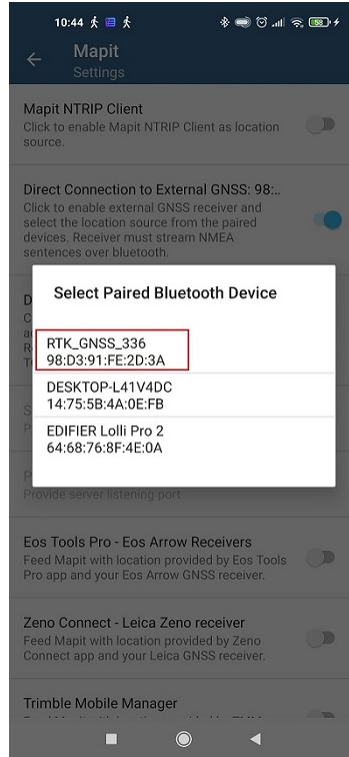 10:44
58
Mapit
Settings
Mapit NTRIP Client
Click to enable Mapit NTRIP Client as location
source.
Direct Connection to External GNSS: 98:..
Click to enable external GNSS receiver and
select the location source from the paired
devices. Receiver must stream NMEA
sentences over bluetooth.
Select Paired Bluetooth Device
RTK_GNSS_336
98:D3:91:FE:2D:3A
DESKTOP-L41V4DC
14:75:5B:4A:0E:FB
EDIFIER Lolli Pro 2
64:68:76:8F:4E:0A
Provide server listening port
Eos Tools Pro - Eos Arrow Receivers
Feed Mapit with location provided by Eos Tools
Pro app and your Eos Arrow GNSS receiver.
Zeno Connect - Leica Zeno receiver
Feed Mapit with location provided by Zeno
Connect app and your Leica GNSS receiver.
Trimble Mobile Manager